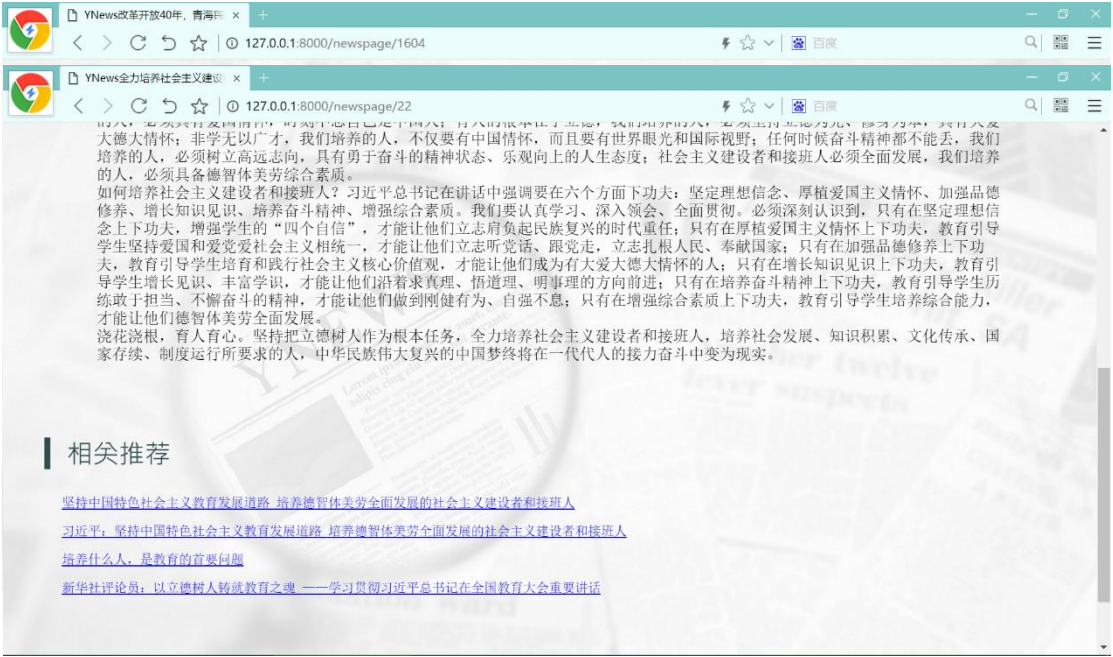 YNews改革开放40年，青海民
127.0.0.1:8000/newspage/1604
百度
YNews全力培养社会主义建设
127.0.0.1:8000/newspage/22
百度
大德大情怀；非学无以广才，我们培养的人，不仅要有中国情怀，而且要有世界眼光和国际视野；任何时候奋斗精神都不能丢，我们
培养的人，必须树立高远志向，具有勇于奋斗的精神状态、乐观向上的人生态度；社会主义建设者和接班人必须全面发展，我们培养
的人，必须具备德智体美劳综合素质。
如何培养社会主义建设者和接班人？习近平总书记在讲话中强调要在六个方面下功夫：坚定理想信念、厚植爱国主义情怀、加强品德
修养、增长知识见识、培养奋斗精神、增强综合素质。我们要认真学习、深入领会、全面贯彻。必须深刻认识到，只有在坚定理想信
念上下功夫，增强学生的“四个自信”，才能让他们立志肩负起民族复兴的时代重任；只有在厚植爱国主义情怀上下功夫，教育引导
学生坚持爱国和爱党爱社会主义相统一，才能让他们立志听党话、跟党走，立志扎根人民、奉献国家；只有在加强品德修养上下功
夫，教育引导学生培育和践行社会主义核心价值观，才能让他们成为有大爱大德大情怀的人；只有在增长知识见识上下功夫，教育引
导学生增长见识、丰富学识，才能让他们沿着求真理、悟道理、明事理的方向前进；只有在培养奋斗精神上下功夫，教育引导学生历
练敢于担当、不懈奋斗的精神，才能让他们做到刚健有为、自强不息；只有在增强综合素质上下功夫，教育引导学生培养综合能力，
才能让他们德智体美劳全面发展。
浇花浇根，育人育心。坚持把立德树人作为根本任务，全力培养社会主义建设者和接班人，培养社会发展、知识积累、文化传承、国
家存续、制度运行所要求的人，中华民族伟大复兴的中国梦终将在一代代人的接力奋斗中变为现实。
相关推荐
坚持中国特色社会主义教育发展道路 培养德智体美劳全面发展的社会主义建设者和接班人
习近平：坚持中国特色社会主义教育发展道路 培养德智体美劳全面发展的社会主义建设者和接班人
培养什么人，是教育的首要问题
新华社评论员：以立德树人铸就教育之魂 ——学习贯彻习近平总书记在全国教育大会重要讲话